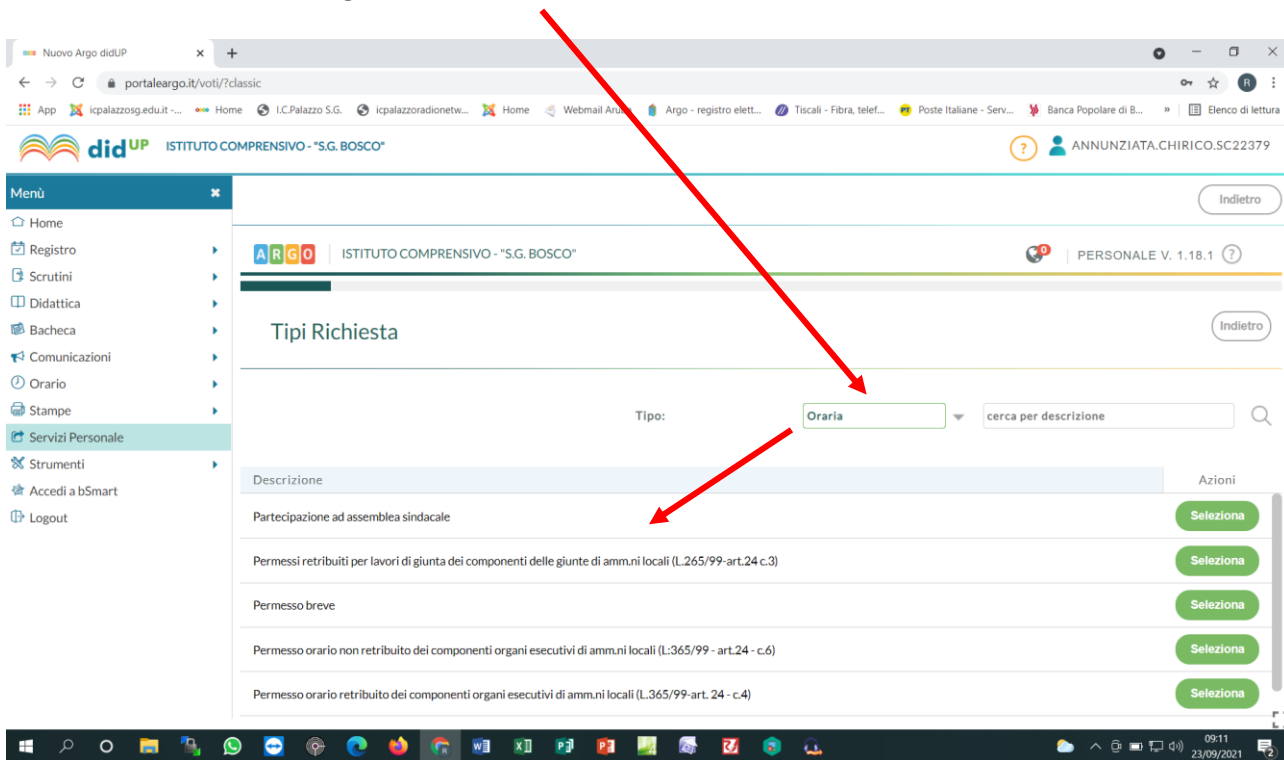 Nuovo Argo didUP
portaleargo.it/voti/?classic
App icpalazzosg.edu.it -... Home I.C.Palazzo S.G. icpalazzoradionetw... Home Webmail Aru Argo - registro elett... Tiscali - Fibra, telef... Poste Italiane - Serv... Banca Popolare di B... » Elenco di lettura
didUP ISTITUTO COMPRENSIVO - "S.G. BOSCO" ? ANNUNZIATA.CHIRICO.SC22379
Menù
Indietro
Home
Registro
Scrutini
Didattica
Bacheca
Comunicazioni
Orario
Stampe
Servizi Personale
Strumenti
Accedi a bSmart
Logout
ARGO ISTITUTO COMPRENSIVO - "S.G. BOSCO" 0 PERSONALE V. 1.18.1 ?
Tipi Richiesta Indietro
Tipo: Oraria cerca per descrizione
Descrizione Azioni
Partecipazione ad assemblea sindacale Seleziona
Permessi retribuiti per lavori di giunta dei componenti delle giunte di amm.ni locali (L.265/99-art.24 c.3) Seleziona
Permesso breve Seleziona
Permesso orario non retribuito dei componenti organi esecutivi di amm.ni locali (L:365/99 - art.24 - c.6) Seleziona
Permesso orario retribuito dei componenti organi esecutivi di amm.ni locali (L.365/99-art. 24 - c.4) Seleziona
09:11
23/09/2021